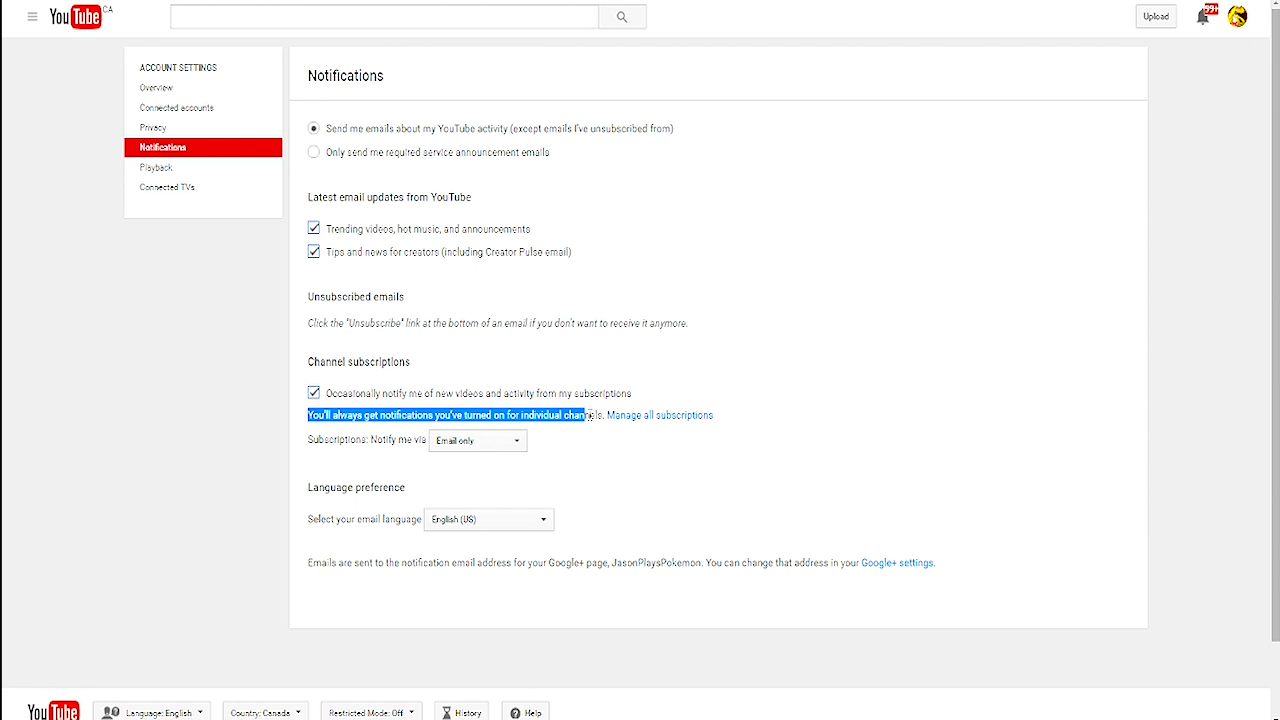 YouTube CA
Upload
99+
ACCOUNT SETTINGS
Overview
Connected accounts
Privacy
Notifications
Playback
Connected TVs
Notifications
Send me emails about my YouTube activity (except emails I've unsubscribed from)
Only send me required service announcement emails
Latest email updates from YouTube
Trending videos, hot music, and announcements
Tips and news for creators (including Creator Pulse email)
Unsubscribed emails
Click the "Unsubscribe" link at the bottom of an email if you don't want to receive it anymore.
Channel subscriptions
Occasionally notify me of new videos and activity from my subscriptions
You'll always get notifications you've turned on for individual channels. Manage all subscriptions
Subscriptions: Notify me via Email only
Language preference
Select your email language English (US)
Emails are sent to the notification email address for your Google+ page, JasonPlaysPokemon. You can change that address in your Google+ settings.
YouTube Language: English Country: Canada Restricted Mode: Off History Help